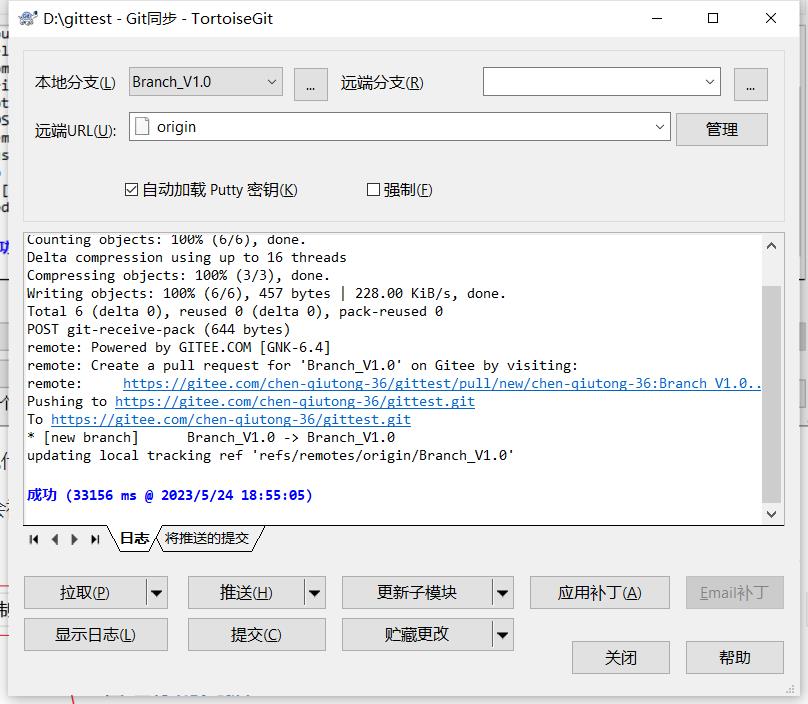 D:\gittest - Git同步 - TortoiseGit
本地分支(L) Branch_V1.0 ... 远端分支(R) ...
远端URL(U): origin 管理
自动加载 Putty 密钥(K) 强制(F)
Counting objects: 100% (6/6), done.
Delta compression using up to 16 threads
Compressing objects: 100% (3/3), done.
Writing objects: 100% (6/6), 457 bytes | 228.00 KiB/s, done.
Total 6 (delta 0), reused 0 (delta 0), pack-reused 0
POST git-receive-pack (644 bytes)
remote: Powered by GITEE.COM [GNK-6.4]
remote: Create a pull request for 'Branch_V1.0' on Gitee by visiting:
remote:     https://gitee.com/chen-qiutong-36/gittest/pull/new/chen-qiutong-36:Branch_V1.0..
Pushing to https://gitee.com/chen-qiutong-36/gittest.git
To https://gitee.com/chen-qiutong-36/gittest.git
* [new branch]      Branch_V1.0 -> Branch_V1.0
updating local tracking ref 'refs/remotes/origin/Branch_V1.0'
成功 (33156 ms @ 2023/5/24 18:55:05)
日志 将推送的提交
拉取(P) 推送(H) 更新子模块 应用补丁(A) Email补丁
显示日志(L) 提交(C) 贮藏更改
关闭 帮助